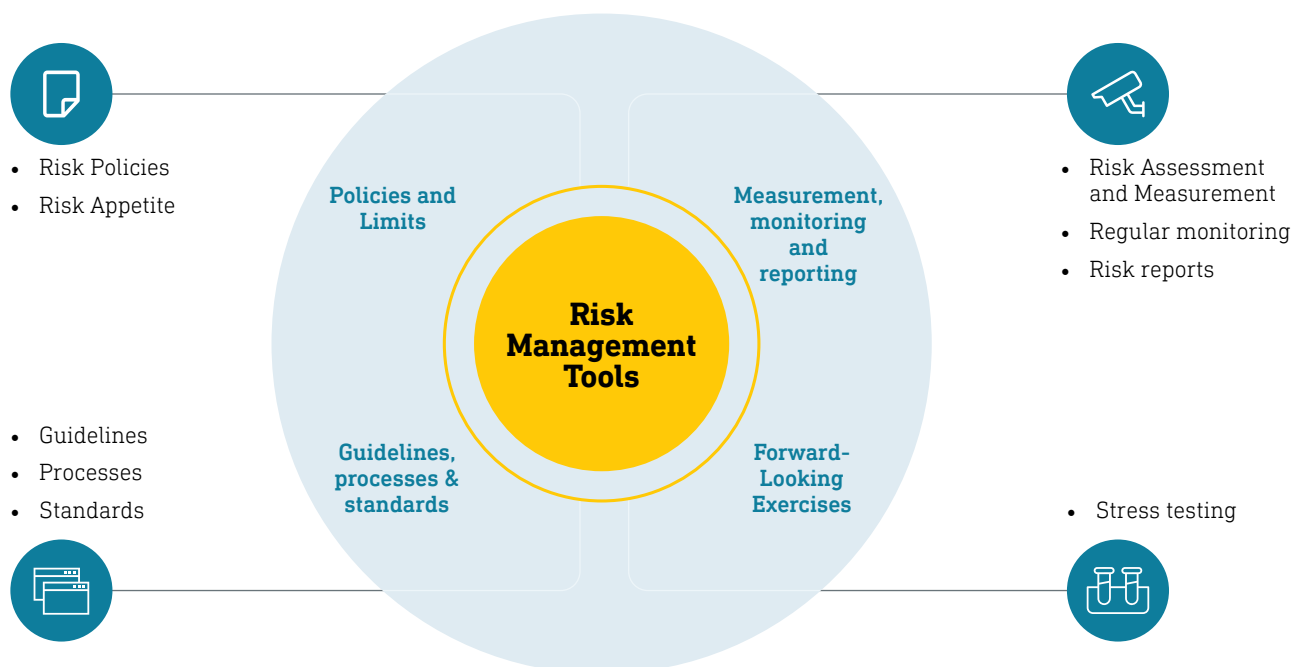 • Risk Policies
• Risk Appetite
Policies and
Limits
Measurement,
monitoring
and
reporting
• Risk Assessment
and Measurement
• Regular monitoring
• Risk reports
Risk
Management
Tools
• Guidelines
• Processes
• Standards
Guidelines,
processes &
standards
Forward-
Looking
Exercises
• Stress testing